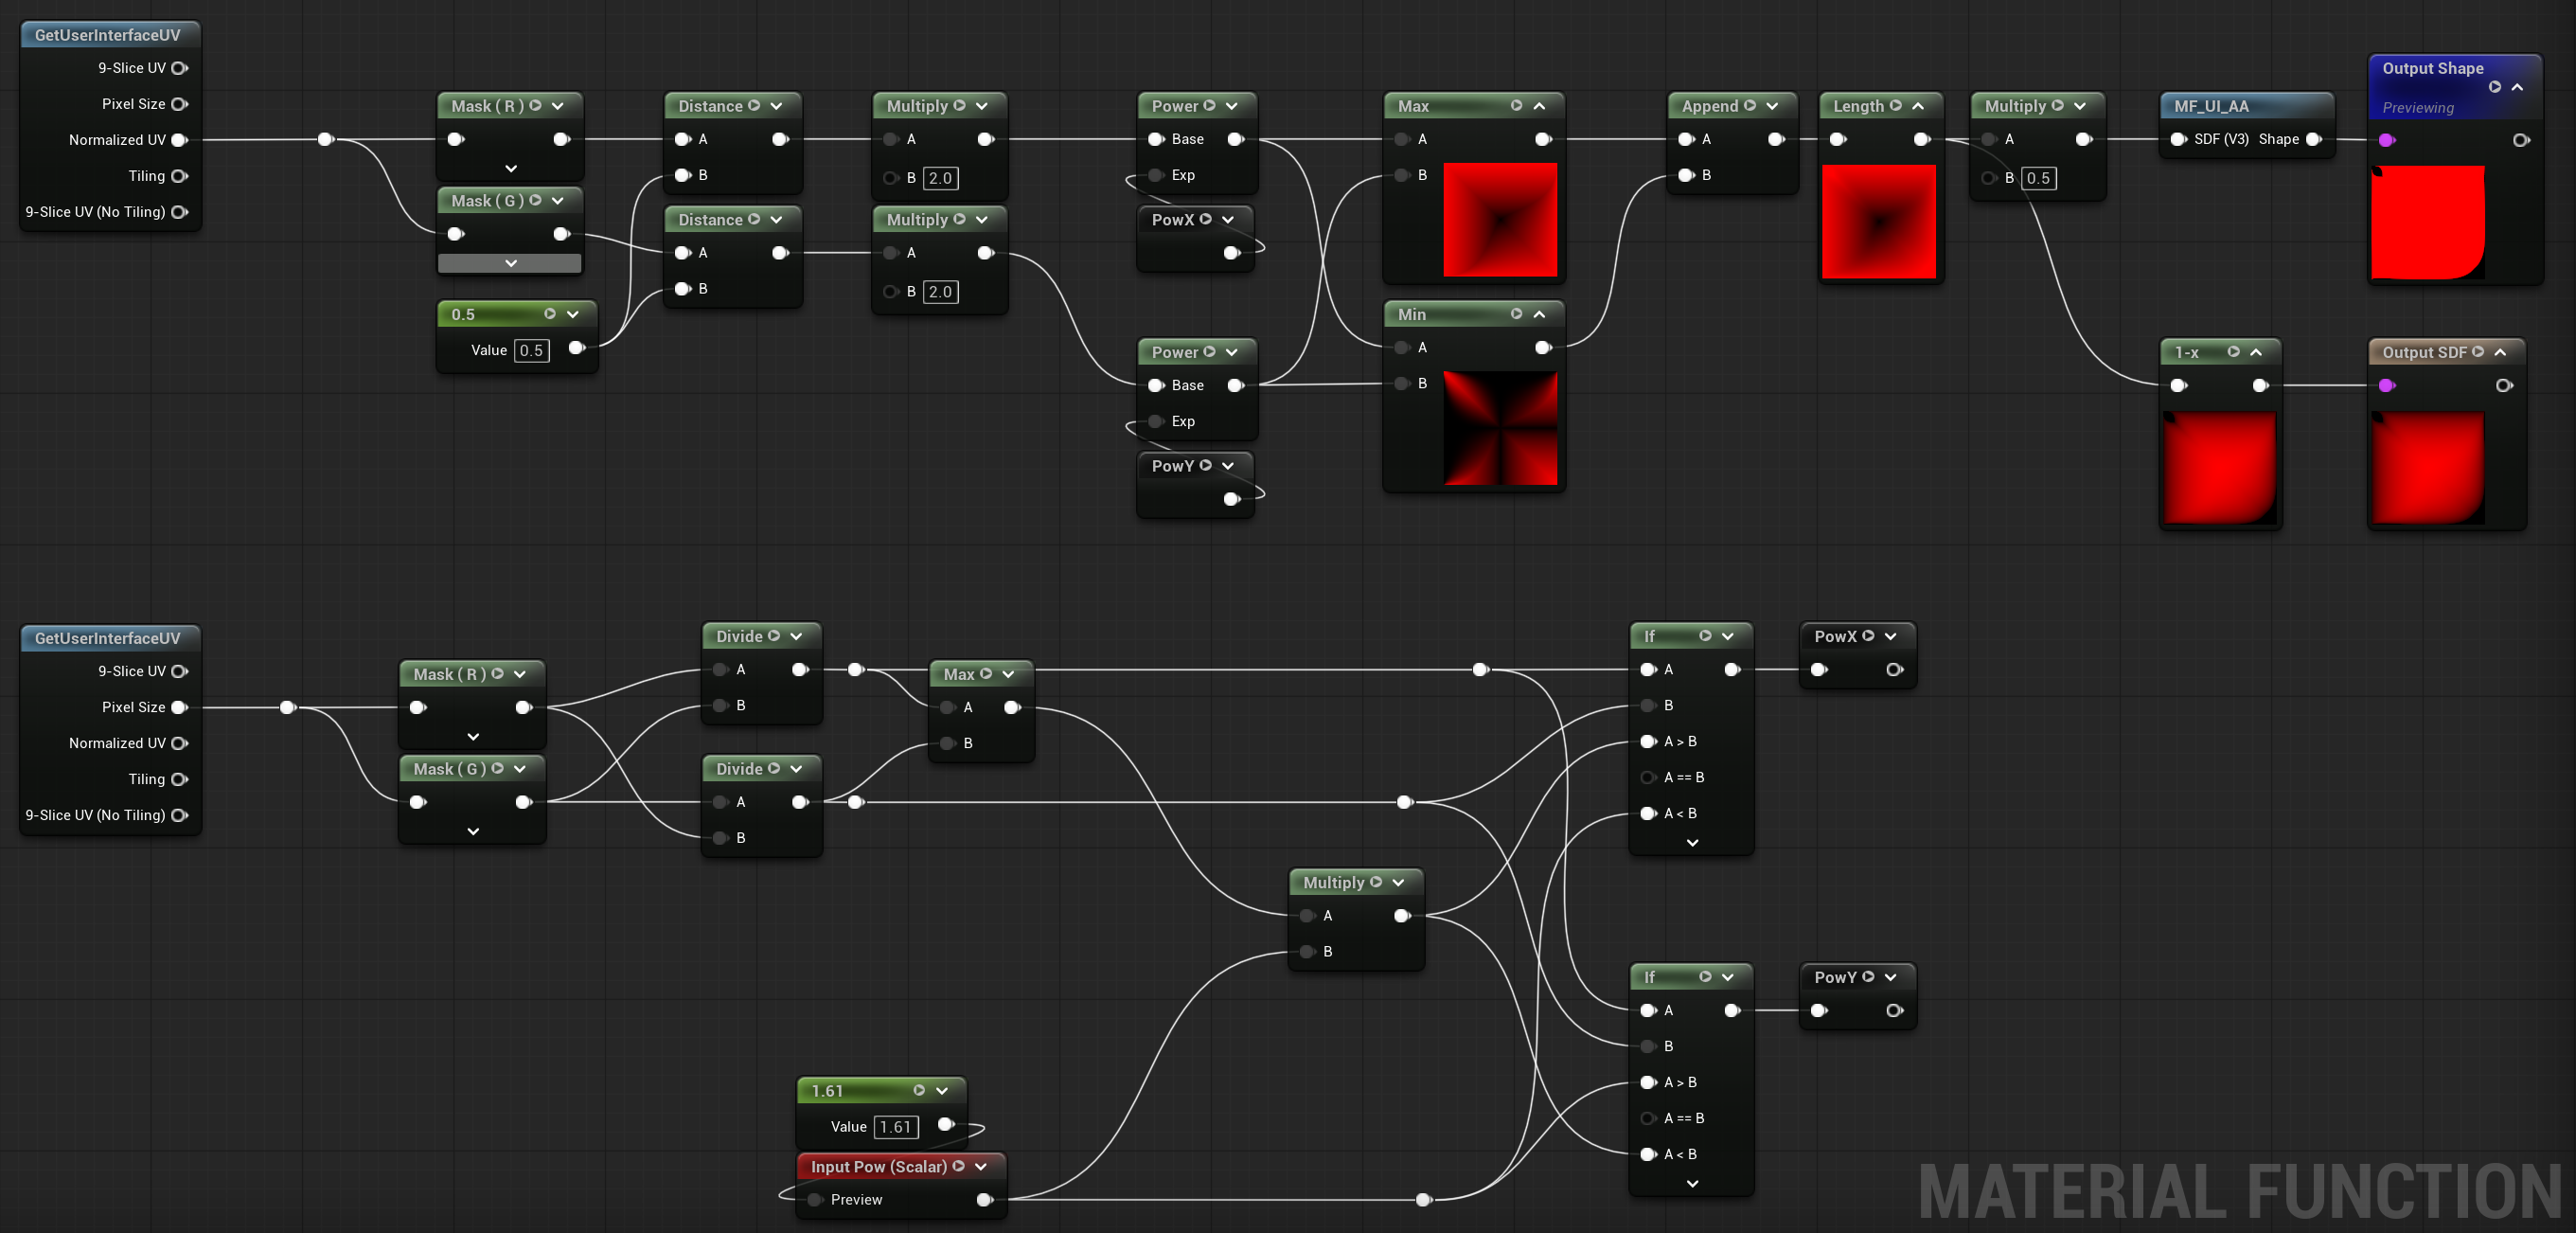 GetUserInterfaceUV
9-Slice UV
Pixel Size
Normalized UV
Tiling
9-Slice UV (No Tiling)
Mask ( R )
Mask ( G )
0.5
Value 0.5
Distance
A
B
Distance
A
B
Multiply
A
B 2.0
Multiply
A
B 2.0
Power
Base
Exp
PowX
Power
Base
Exp
PowY
Max
A
B
Min
A
B
Append
A
B
Length
Multiply
A
B 0.5
MF_UI_AA
SDF (V3) Shape
Output Shape
Previewing
1-x
Output SDF
GetUserInterfaceUV
9-Slice UV
Pixel Size
Normalized UV
Tiling
9-Slice UV (No Tiling)
Mask ( R )
Mask ( G )
Divide
A
B
Divide
A
B
Max
A
B
Multiply
A
B
1.61
Value 1.61
Input Pow (Scalar)
Preview
If
A
B
A > B
A == B
A < B
PowX
If
A
B
A > B
A == B
A < B
PowY
MATERIAL FUNCTION